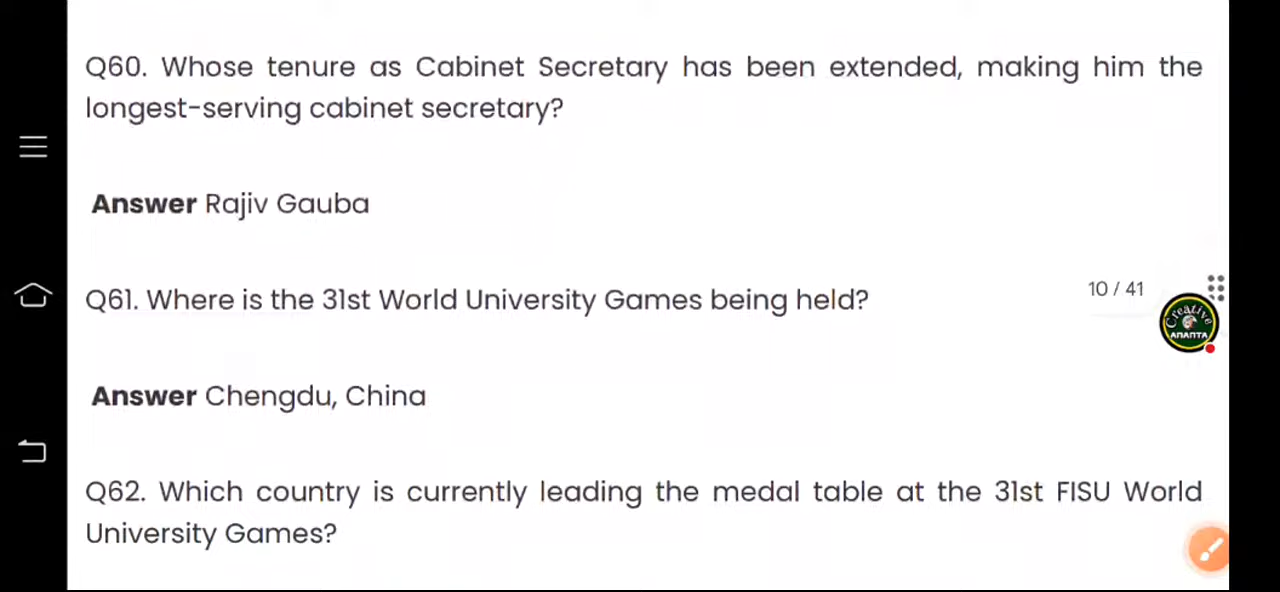 Q60. Whose tenure as Cabinet Secretary has been extended, making him the
longest-serving cabinet secretary?
Answer Rajiv Gauba
Q61. Where is the 31st World University Games being held?
10 / 41
Creative
ANANTA
Answer Chengdu, China
Q62. Which country is currently leading the medal table at the 31st FISU World
University Games?